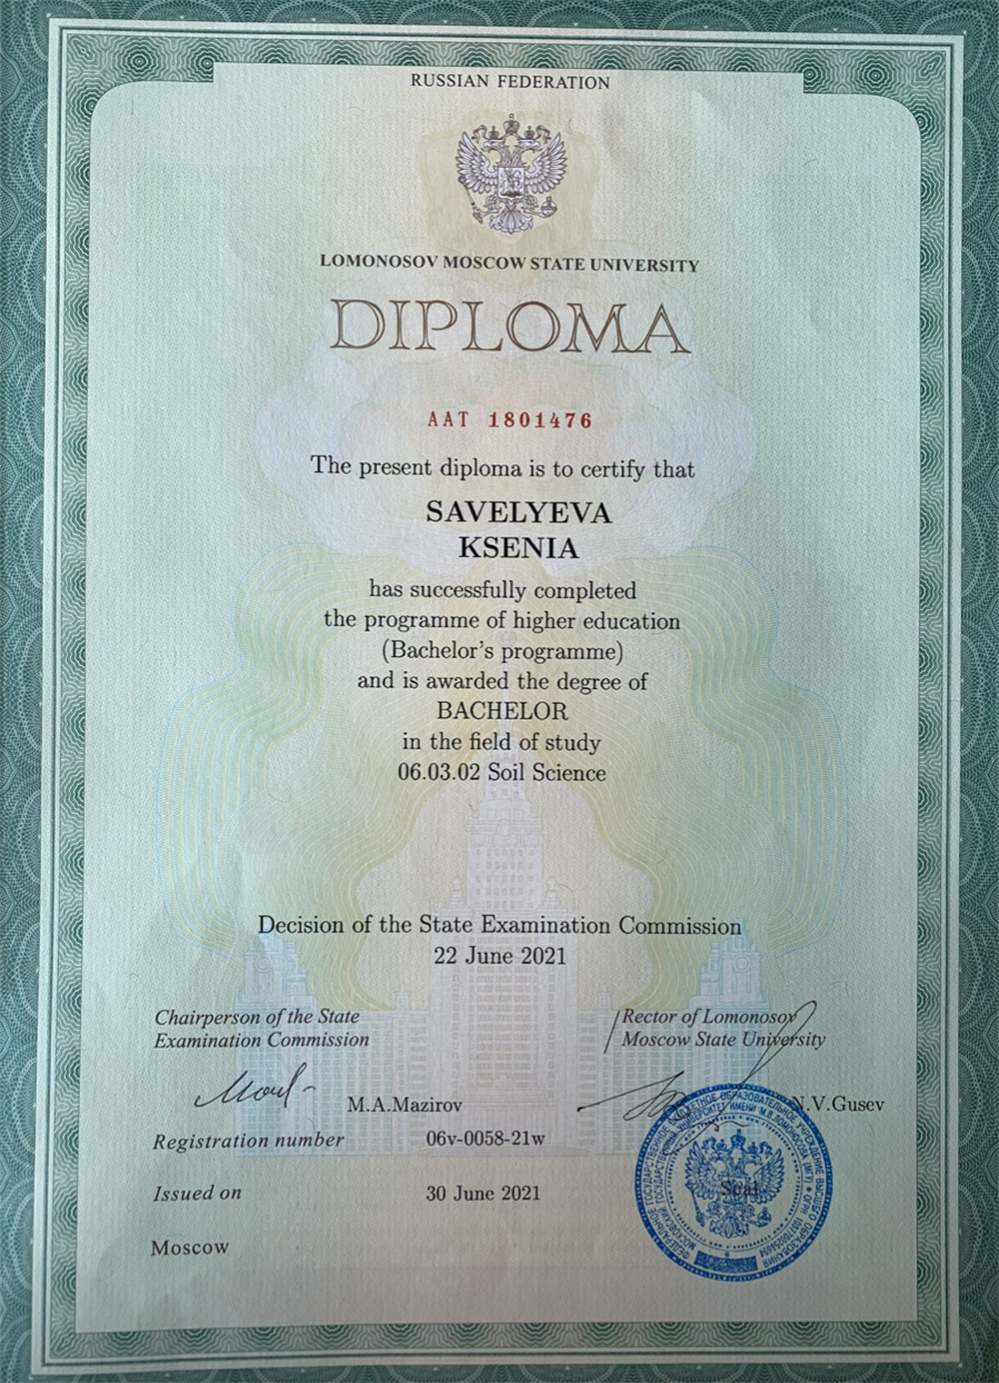 RUSSIAN FEDERATION
LOMONOSOV MOSCOW STATE UNIVERSITY
DIPLOMA
AAT 1801476
The present diploma is to certify that
SAVELYEVA
KSENIA
has successfully completed
the programme of higher education
(Bachelor's programme)
and is awarded the degree of
BACHELOR
in the field of study
06.03.02 Soil Science
Decision of the State Examination Commission
22 June 2021
Chairperson of the State
Examination Commission
M.A.Mazirov
Rector of Lomonosov
Moscow State University
N.V.Gusev
Registration number 06v-0058-21w
Issued on 30 June 2021
Moscow
Seal